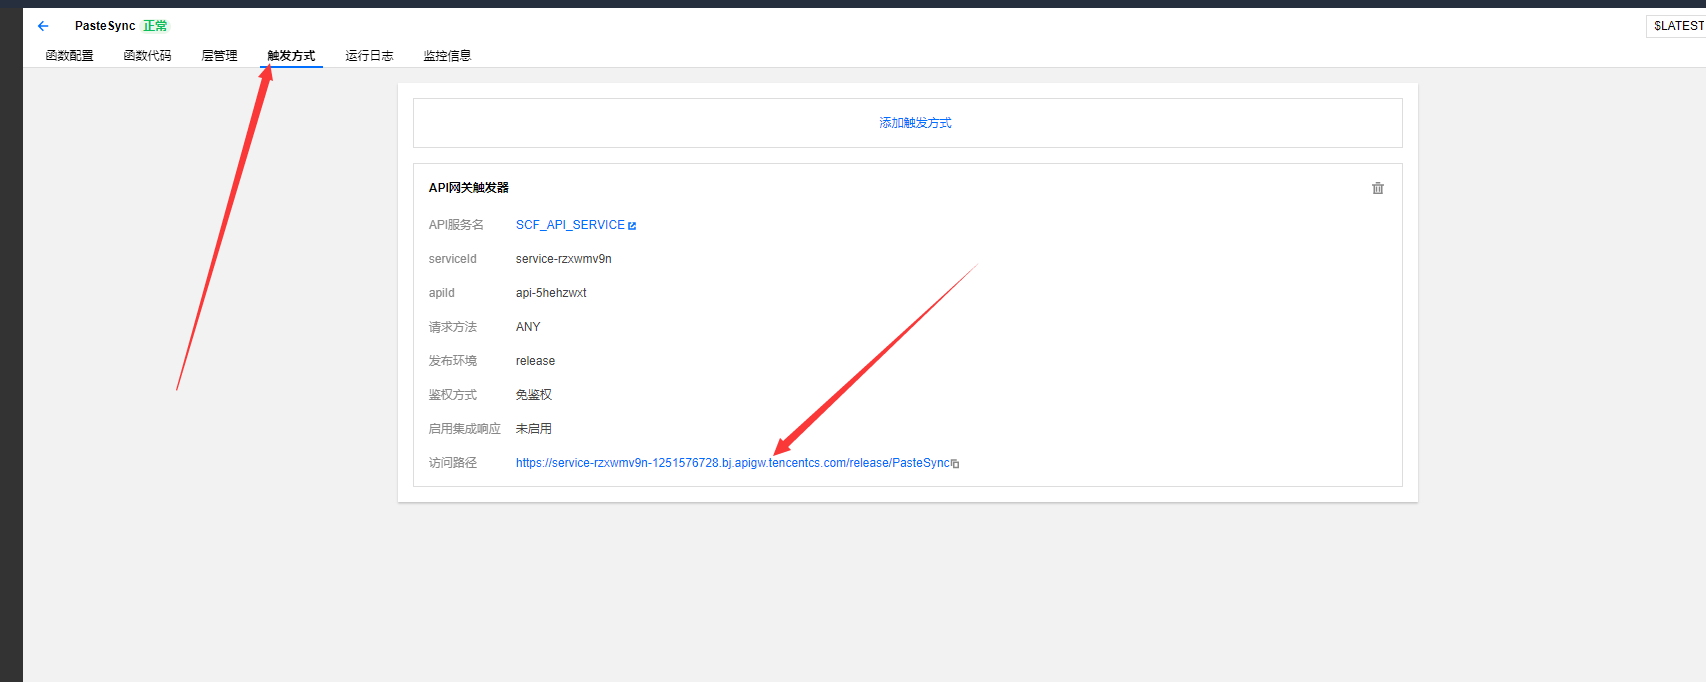 PasteSync 正常
$LATEST
函数配置 函数代码 层管理 触发方式 运行日志 监控信息
添加触发方式
API网关触发器
API服务名 SCF_API_SERVICE
serviceId service-rzxwmv9n
apiId api-5hehzwxt
请求方法 ANY
发布环境 release
鉴权方式 免鉴权
启用集成响应 未启用
访问路径 https://service-rzxwmv9n-1251576728.bj.apigw.tencentcs.com/release/PasteSync